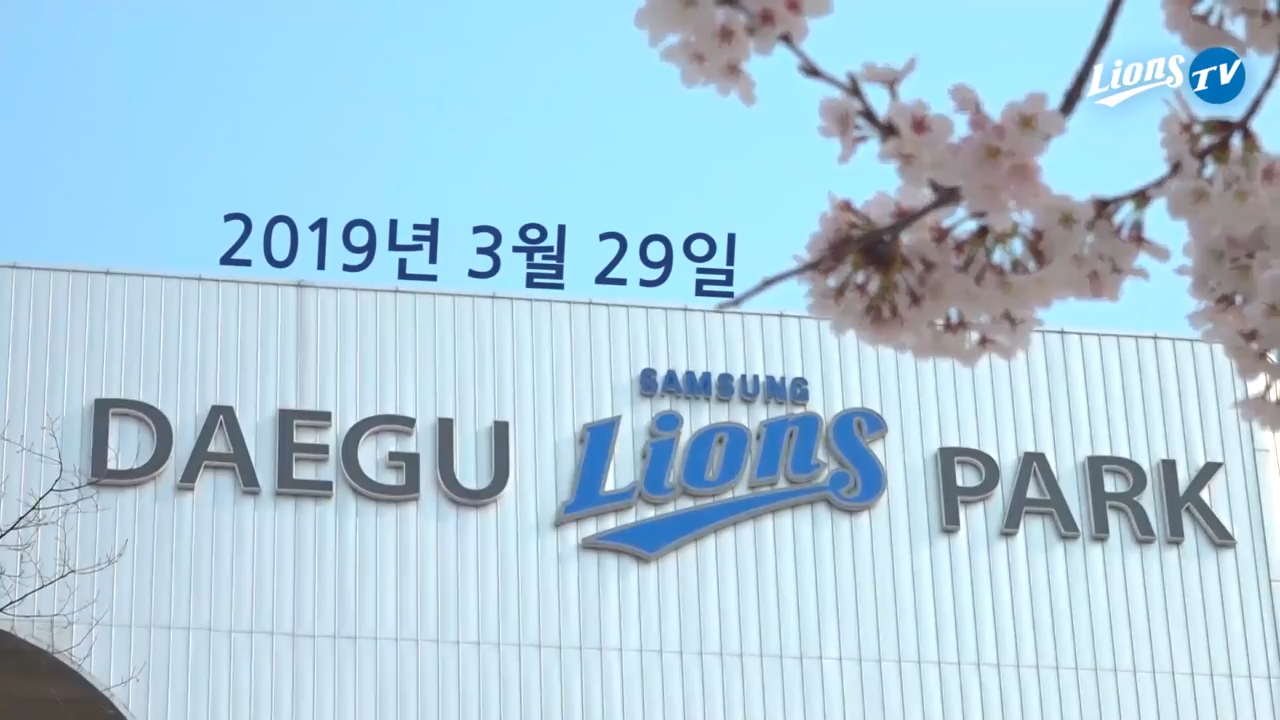 Lions TV
2019년 3월 29일
SAMSUNG
DAEGU Lions PARK